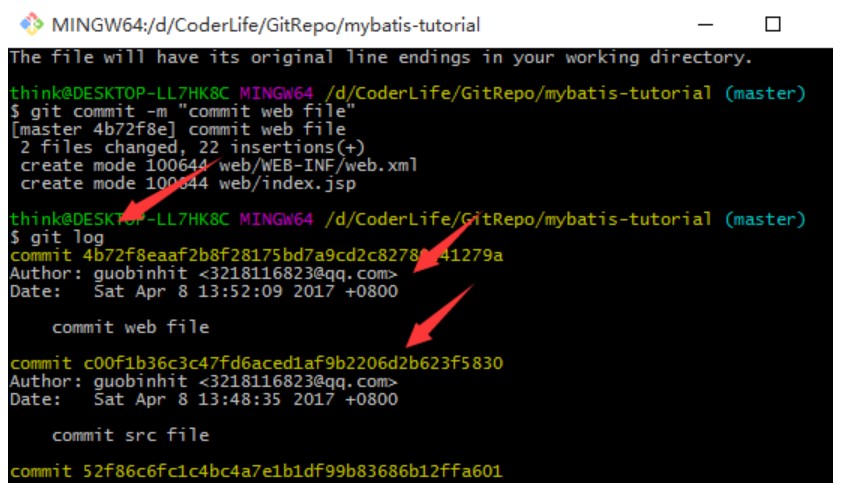 MINGW64:/d/CoderLife/GitRepo/mybatis-tutorial
The file will have its original line endings in your working directory.
think@DESKTOP-LL7HK8C MINGW64 /d/CoderLife/GitRepo/mybatis-tutorial (master)
$ git commit -m "commit web file"
[master 4b72f8e] commit web file
2 files changed, 22 insertions(+)
create mode 100644 web/WEB-INF/web.xml
create mode 100644 web/index.jsp
think@DESKTOP-LL7HK8C MINGW64 /d/CoderLife/GitRepo/mybatis-tutorial (master)
$ git log
commit
Author: guobinhit <3218116823@qq.com>
Date: Sat Apr 8 13:52:09 2017 +0800
commit web file
commit c00f1b36c3c47fd6aced1af9b2206d2b623f5830
Author: guobinhit <3218116823@qq.com>
Date: Sat Apr 8 13:48:35 2017 +0800
commit src file
commit 52f86c6fc1c4bc4a7e1b1df99b83686b12ffa601